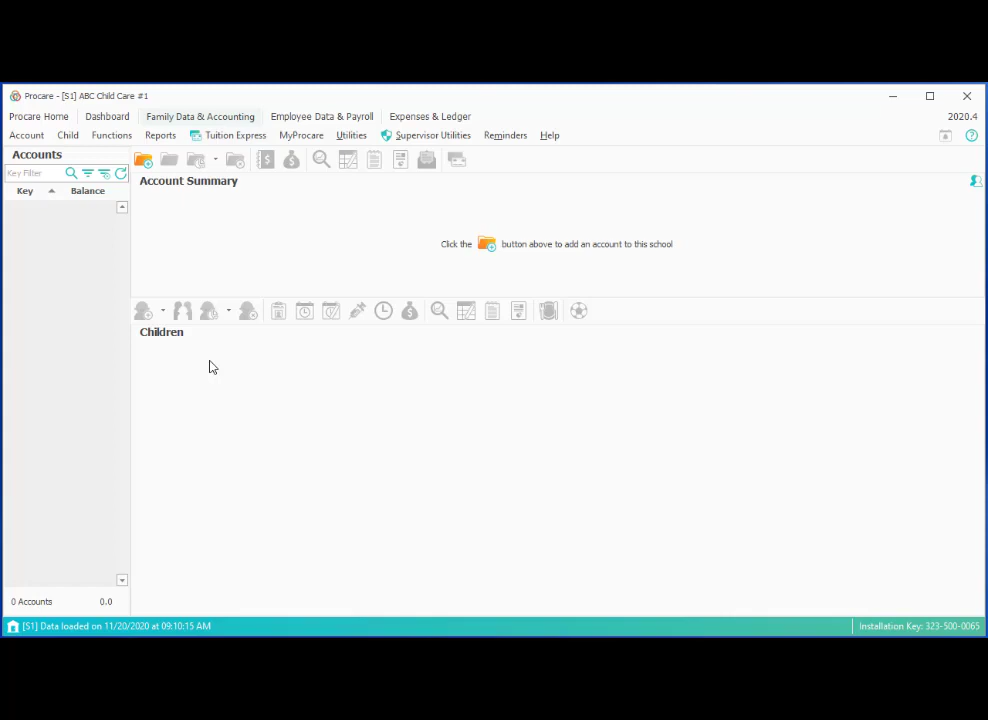 Procare - [S1] ABC Child Care #1
Procare Home Dashboard Family Data & Accounting Employee Data & Payroll Expenses & Ledger 2020.4
Account Child Functions Reports Tuition Express MyProcare Utilities Supervisor Utilities Reminders Help
Accounts
Key Filter
Key Balance
Account Summary
Click the button above to add an account to this school
Children
0 Accounts 0.0
[S1] Data loaded on 11/20/2020 at 09:10:15 AM Installation Key: 323-500-0065